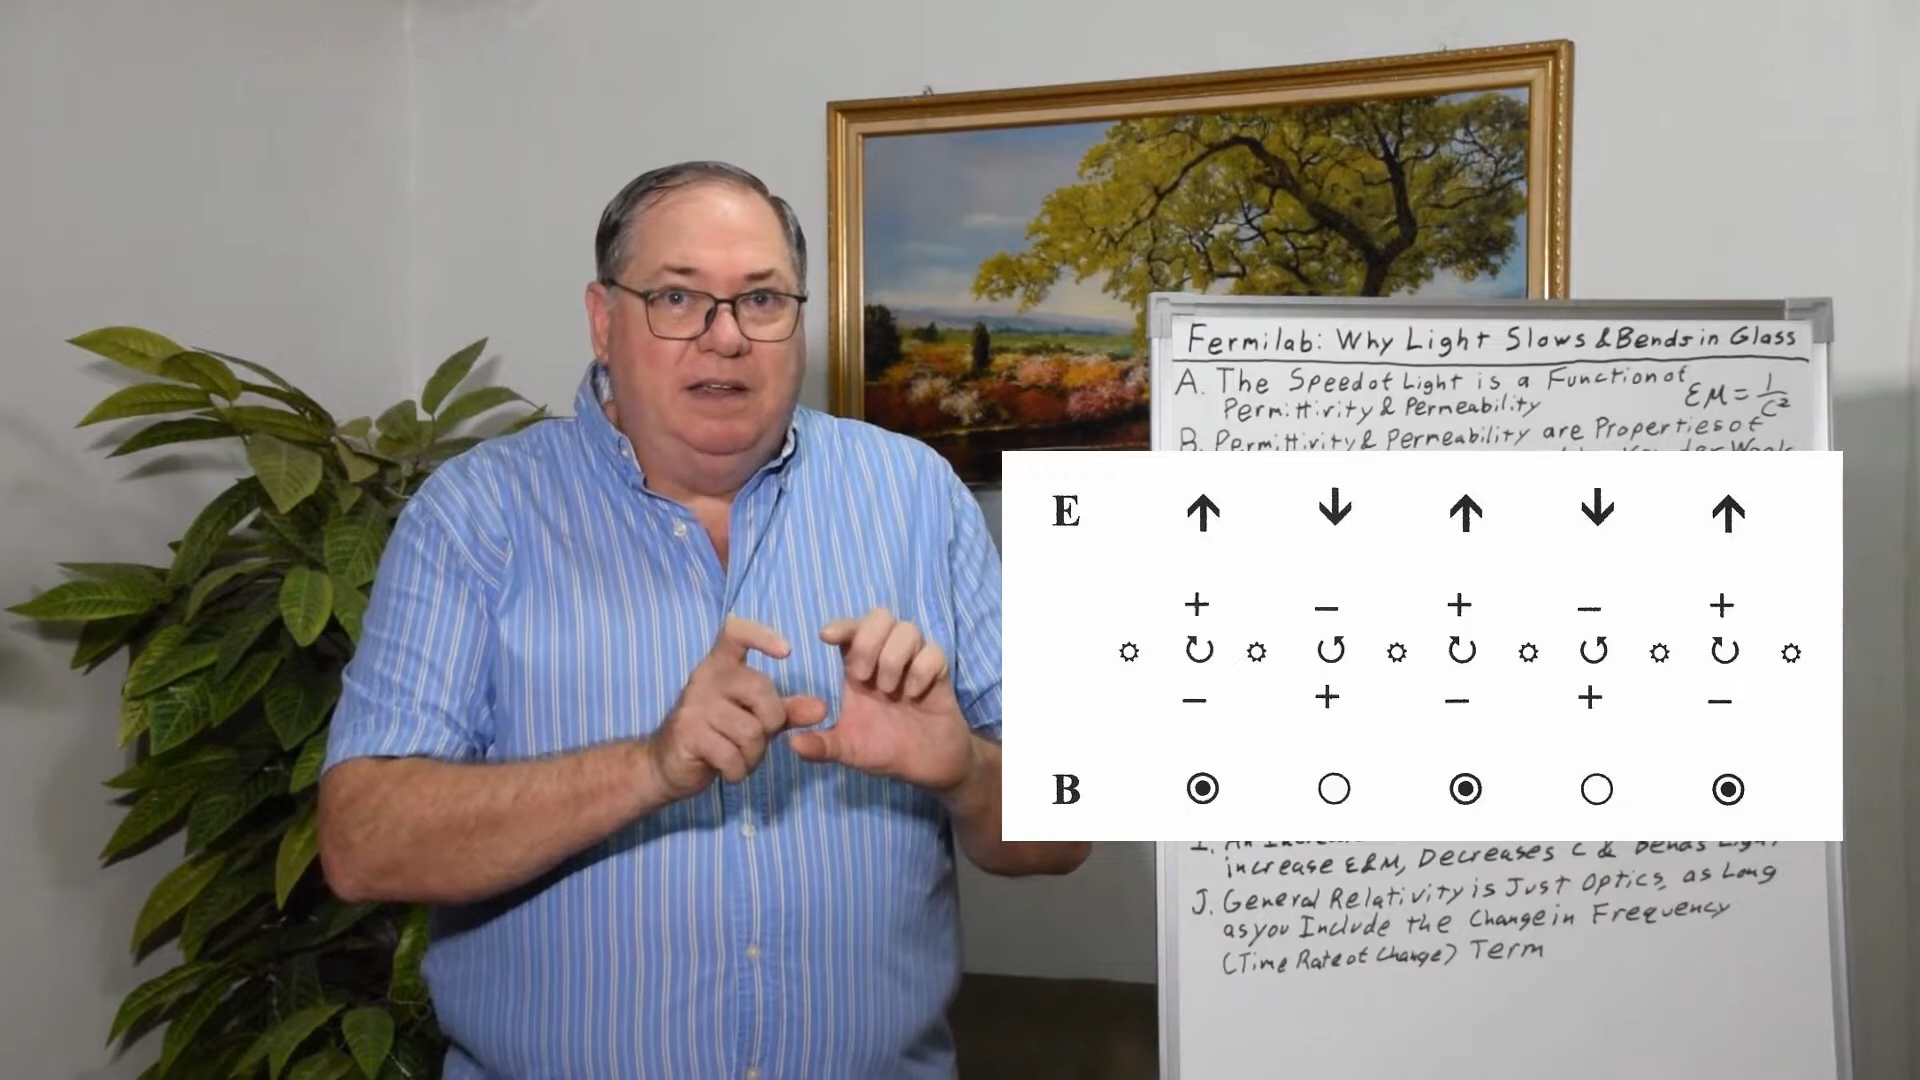 Fermilab: Why Light Slows & Bends in Glass
A. The Speed of Light is a Function of
Permittivity & Permeability
εμ = 1/c²
B. Permittivity & Permeability are Properties of
E ↑ ↓ ↑ ↓ ↑
+ − + − +
− + − + −
B
I. An
increase ε&μ, Decreases C & Bends Light
J. General Relativity is Just Optics, as Long
as you Include the Change in Frequency
(Time Rate of Change) Term